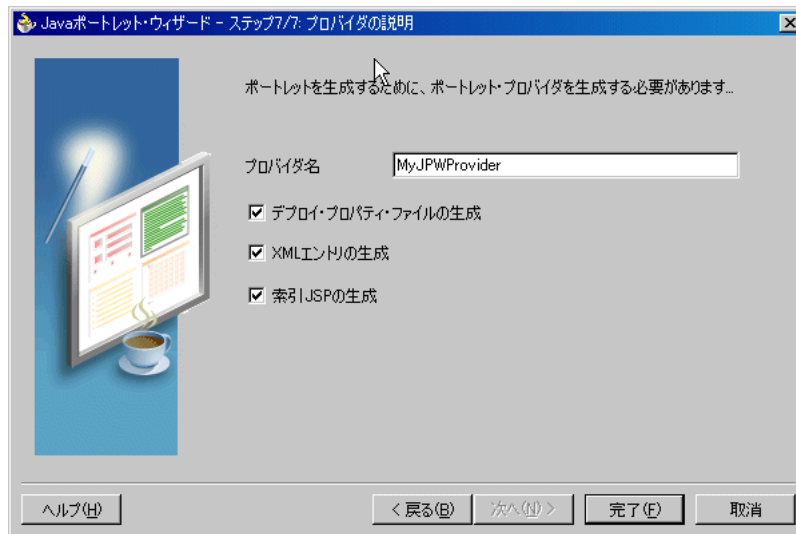 Javaポートレット・ウィザード - ステップ7/7: プロバイダの説明
ポートレットを生成するために、ポートレット・プロバイダを生成する必要があります...
プロバイダ名 MyJPWProvider
デプロイ・プロパティ・ファイルの生成
XMLエントリの生成
索引JSPの生成
ヘルプ(H) < 戻る(B) 次へ(N) > 完了(F) 取消